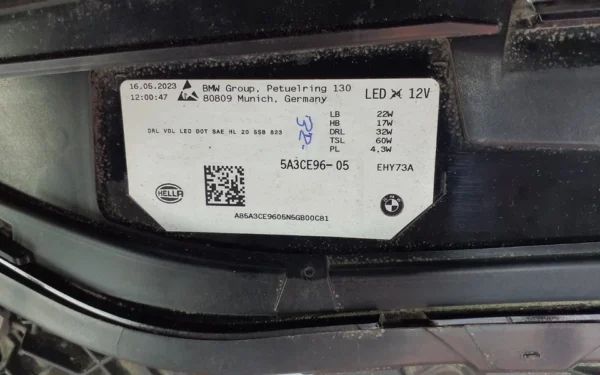 16.05.2023
12:00:47
BMW Group, Petuelring 130
80809 Munich, Germany
LED 12V
LB 22W
HB 17W
DRL 32W
TSL 60W
PL 4,3W
DRL VOL LED DOT SAE HL 20 558 823
5A3CE96-05
EHY73A
HELLA
A85A3CE9605N5GB00C81